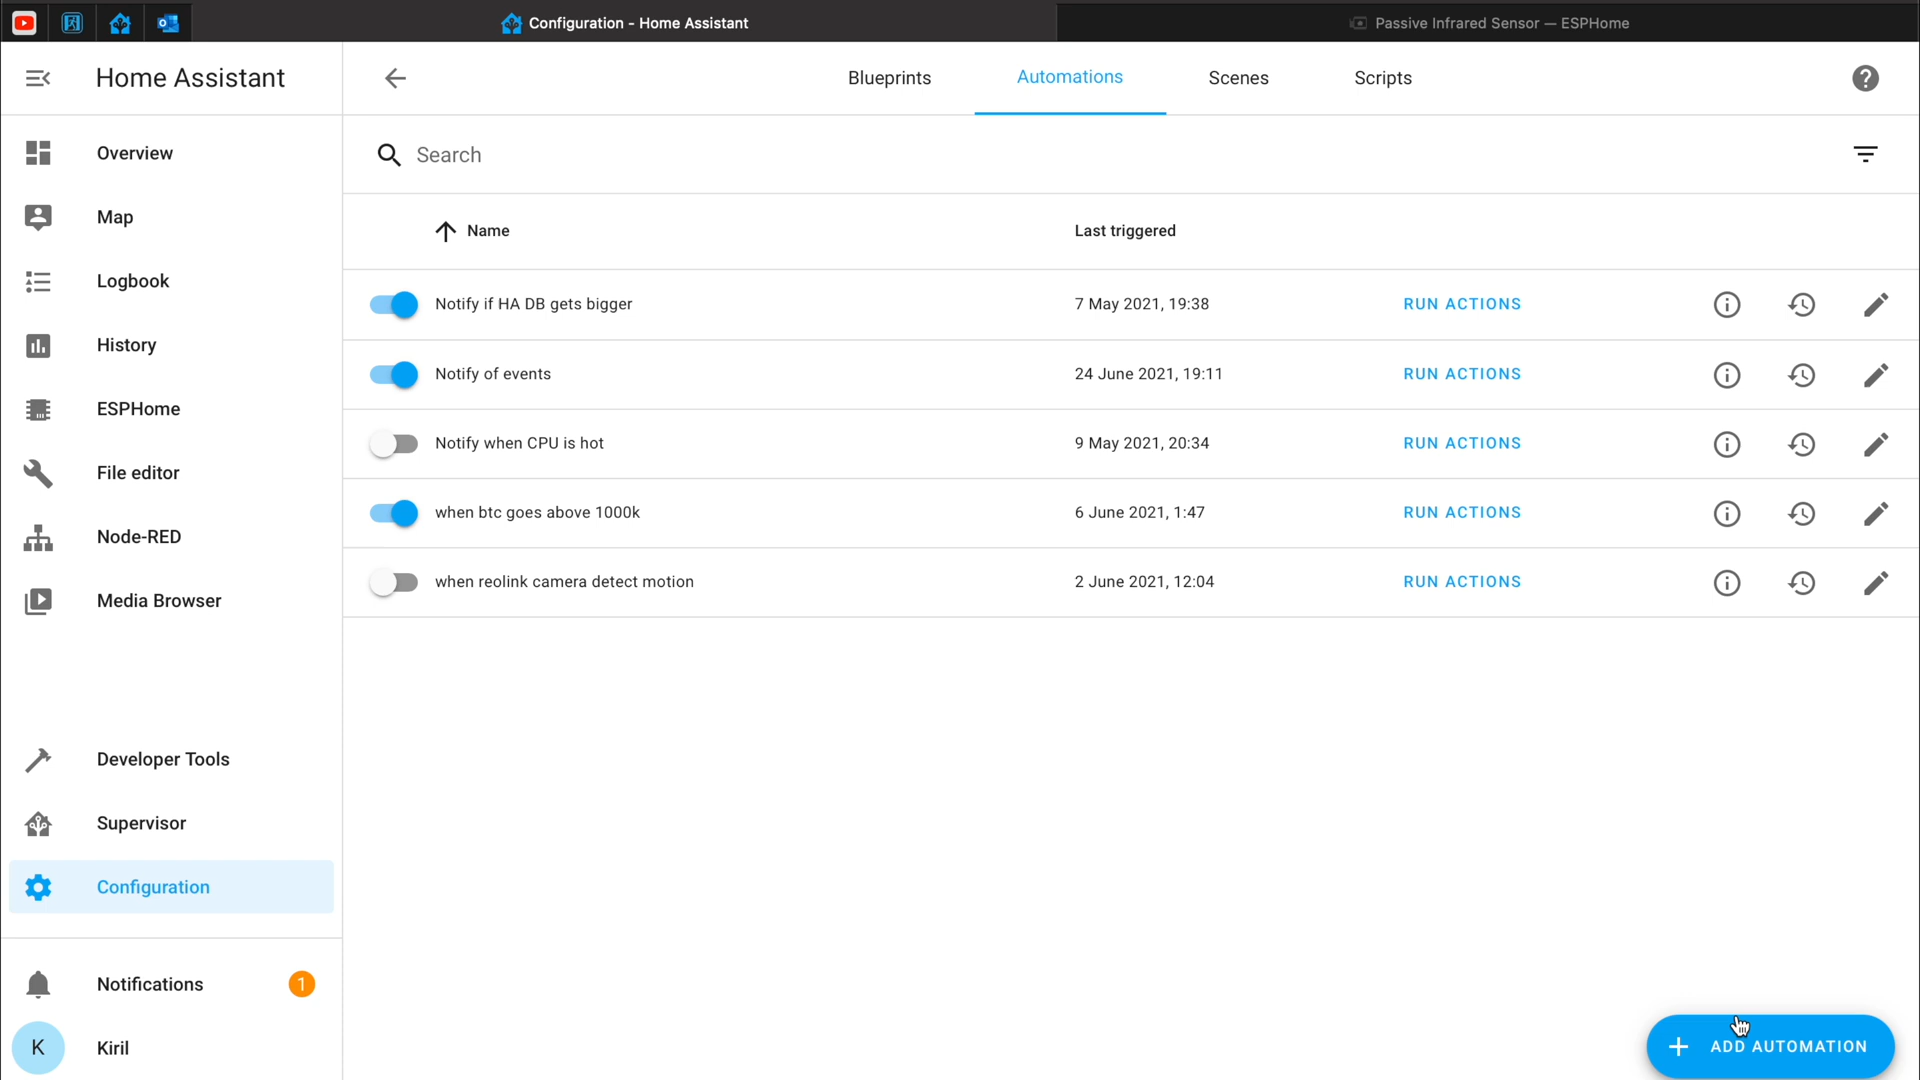 Configuration - Home Assistant
Passive Infrared Sensor — ESPHome
Home Assistant
Blueprints
Automations
Scenes
Scripts
Overview
Map
Logbook
History
ESPHome
File editor
Node-RED
Media Browser
Developer Tools
Supervisor
Configuration
Notifications 1
K Kiril
Search
Name Last triggered
Notify if HA DB gets bigger 7 May 2021, 19:38 RUN ACTIONS
Notify of events 24 June 2021, 19:11 RUN ACTIONS
Notify when CPU is hot 9 May 2021, 20:34 RUN ACTIONS
when btc goes above 1000k 6 June 2021, 1:47 RUN ACTIONS
when reolink camera detect motion 2 June 2021, 12:04 RUN ACTIONS
+ ADD AUTOMATION